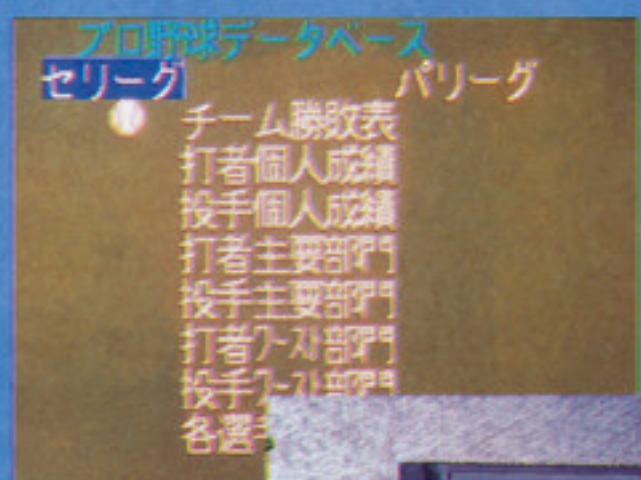 プロ野球データベース
セリーグ パリーグ
チーム勝敗表
打者個人成績
投手個人成績
打者主要部門
投手主要部門
打者ワースト部門
投手ワースト部門
各選手